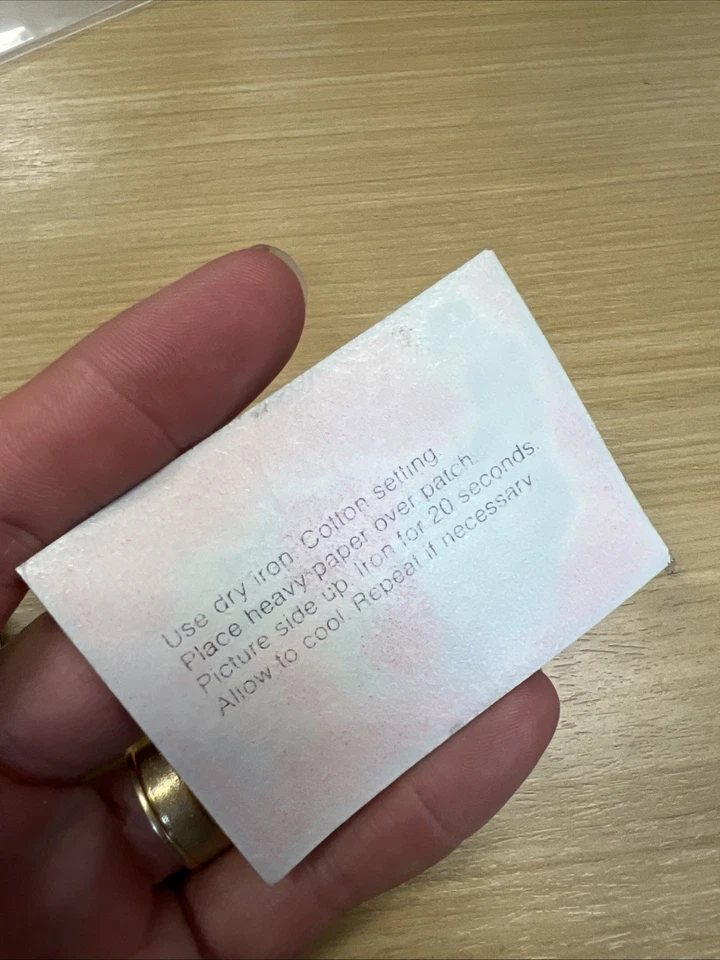 Use dry iron. Cotton setting.
Place heavy paper over patch.
Picture side up. Iron for 20 seconds.
Allow to cool. Repeat if necessary